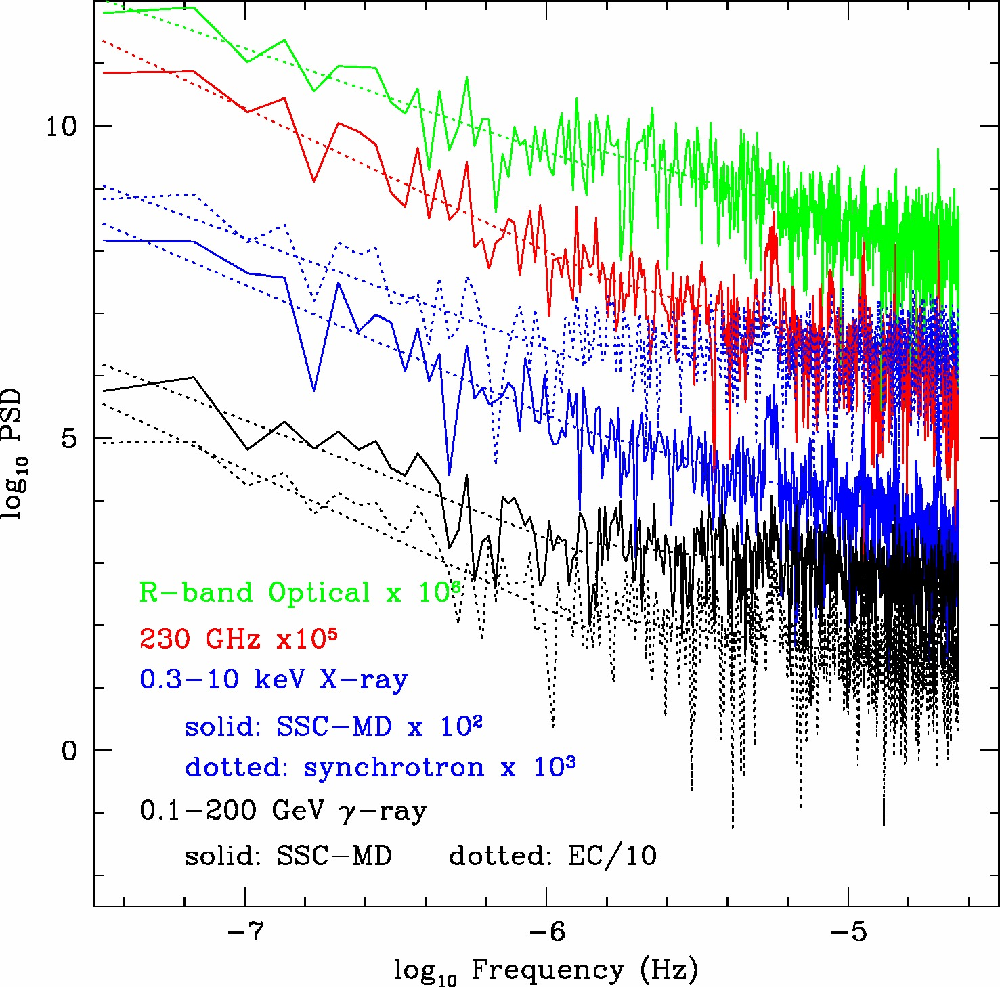 10
5
0
log₁₀ PSD
R-band Optical x 10⁶
230 GHz x10⁵
0.3-10 keV X-ray
solid: SSC-MD x 10²
dotted: synchrotron x 10³
0.1-200 GeV γ-ray
solid: SSC-MD dotted: EC/10
-7 -6 -5
log₁₀ Frequency (Hz)